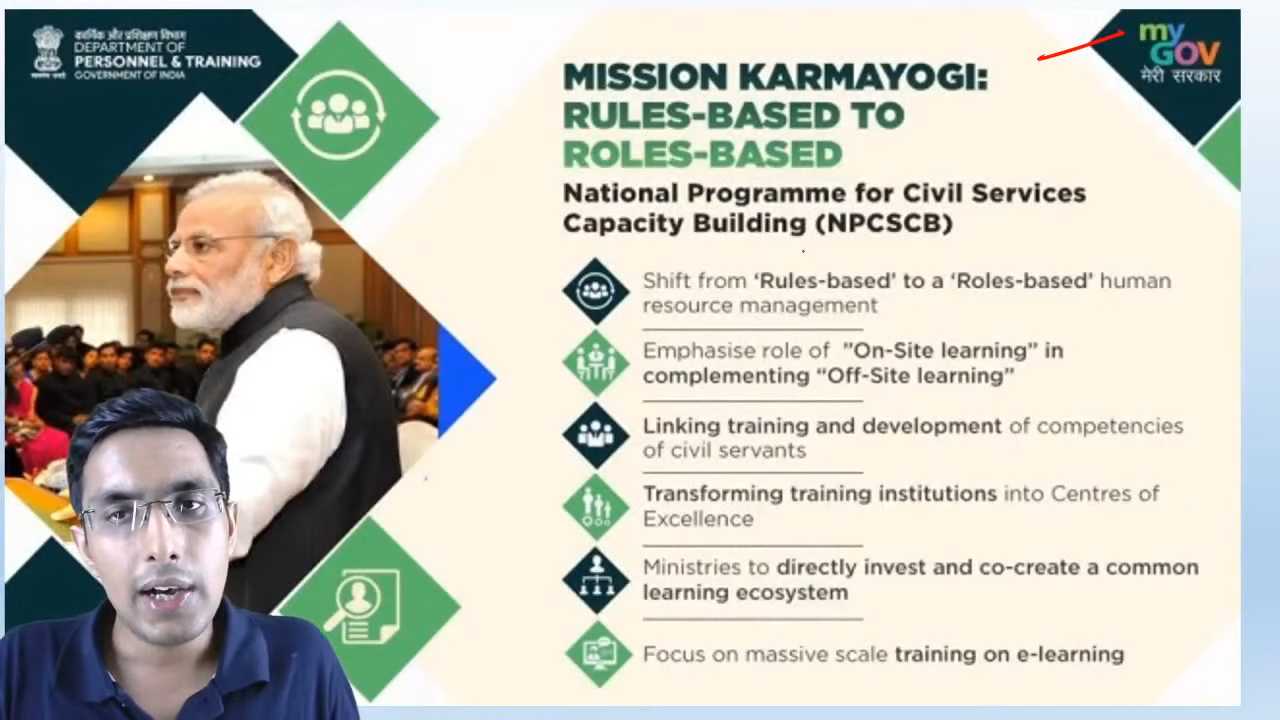 कार्मिक और प्रशिक्षण विभाग
DEPARTMENT OF
PERSONNEL & TRAINING
GOVERNMENT OF INDIA
सत्यमेव जयते
my
GOV
मेरी सरकार
MISSION KARMAYOGI:
RULES-BASED TO
ROLES-BASED
National Programme for Civil Services
Capacity Building (NPCSCB)
Shift from ‘Rules-based’ to a ‘Roles-based’ human
resource management
Emphasise role of ”On-Site learning” in
complementing “Off-Site learning”
Linking training and development of competencies
of civil servants
Transforming training institutions into Centres of
Excellence
Ministries to directly invest and co-create a common
learning ecosystem
Focus on massive scale training on e-learning